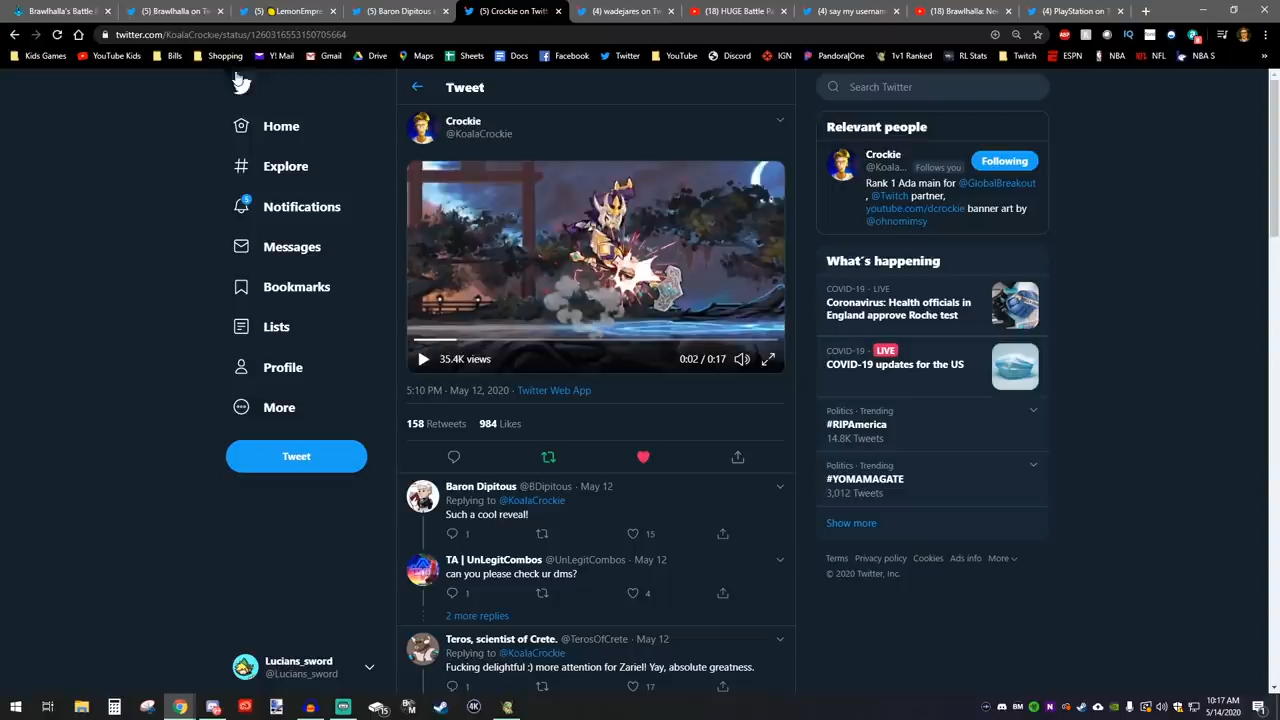 Brawlhalla's Battle
(5) Brawlhalla on Tw
(5) LemonEmpre
(5) Baron Dipitous
(5) Crockie on Twit
(4) wadejares on Tw
(18) HUGE Battle Pa
(4) say my usernam
(18) Brawlhalla: Ne
(4) PlayStation on T
twitter.com/KoalaCrockie/status/1260316553150705664
Kids Games
YouTube Kids
Bills
Shopping
Y! Mail
Gmail
Drive
Maps
Sheets
Docs
Facebook
Twitter
YouTube
Discord
IGN
Pandora|One
1v1 Ranked
RL Stats
Twitch
ESPN
NBA
NFL
NBA S
Home
Explore
5
Notifications
Messages
Bookmarks
Lists
Profile
More
Tweet
Lucians_sword
@Lucians_sword
Tweet
Crockie
@KoalaCrockie
35.4K views
0:02 / 0:17
5:10 PM · May 12, 2020 · Twitter Web App
158 Retweets 984 Likes
Baron Dipitous @BDipitous · May 12
Replying to @KoalaCrockie
Such a cool reveal!
1 15
TA | UnLegitCombos @UnLegitCombos · May 12
can you please check ur dms?
1 4
2 more replies
Teros, scientist of Crete. @TerosOfCrete · May 12
Replying to @KoalaCrockie
Fucking delightful :) more attention for Zariel! Yay, absolute greatness.
1 17
Search Twitter
Relevant people
Crockie
@Koala... Follows you
Following
Rank 1 Ada main for @GlobalBreakout
, @Twitch partner,
youtube.com/dcrockie banner art by
@ohnomimsy
What's happening
COVID-19 · LIVE
Coronavirus: Health officials in
England approve Roche test
COVID-19 · LIVE
COVID-19 updates for the US
Politics · Trending
#RIPAmerica
14.8K Tweets
Politics · Trending
#YOMAMAGATE
3,012 Tweets
Show more
Terms Privacy policy Cookies Ads info More
© 2020 Twitter, Inc.
10:17 AM
5/14/2020